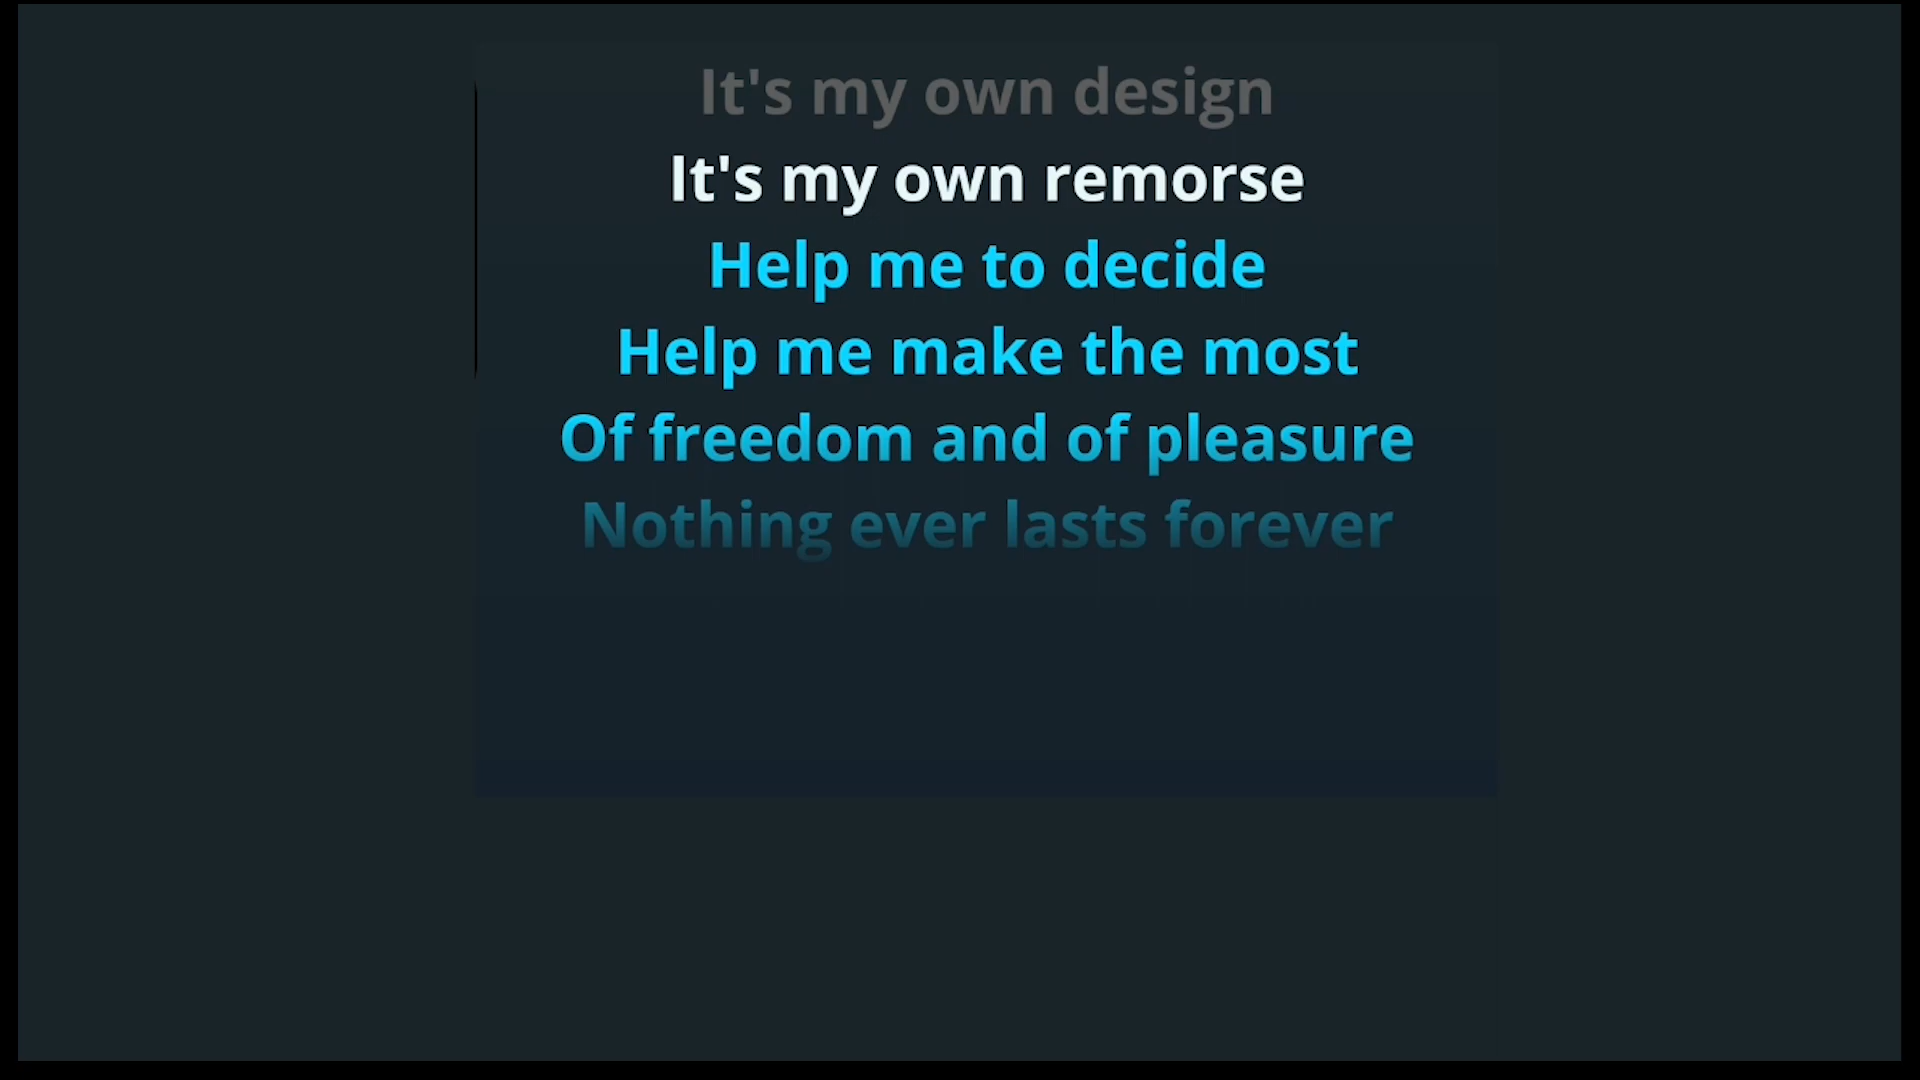 It's my own design
It's my own remorse
Help me to decide
Help me make the most
Of freedom and of pleasure
Nothing ever lasts forever